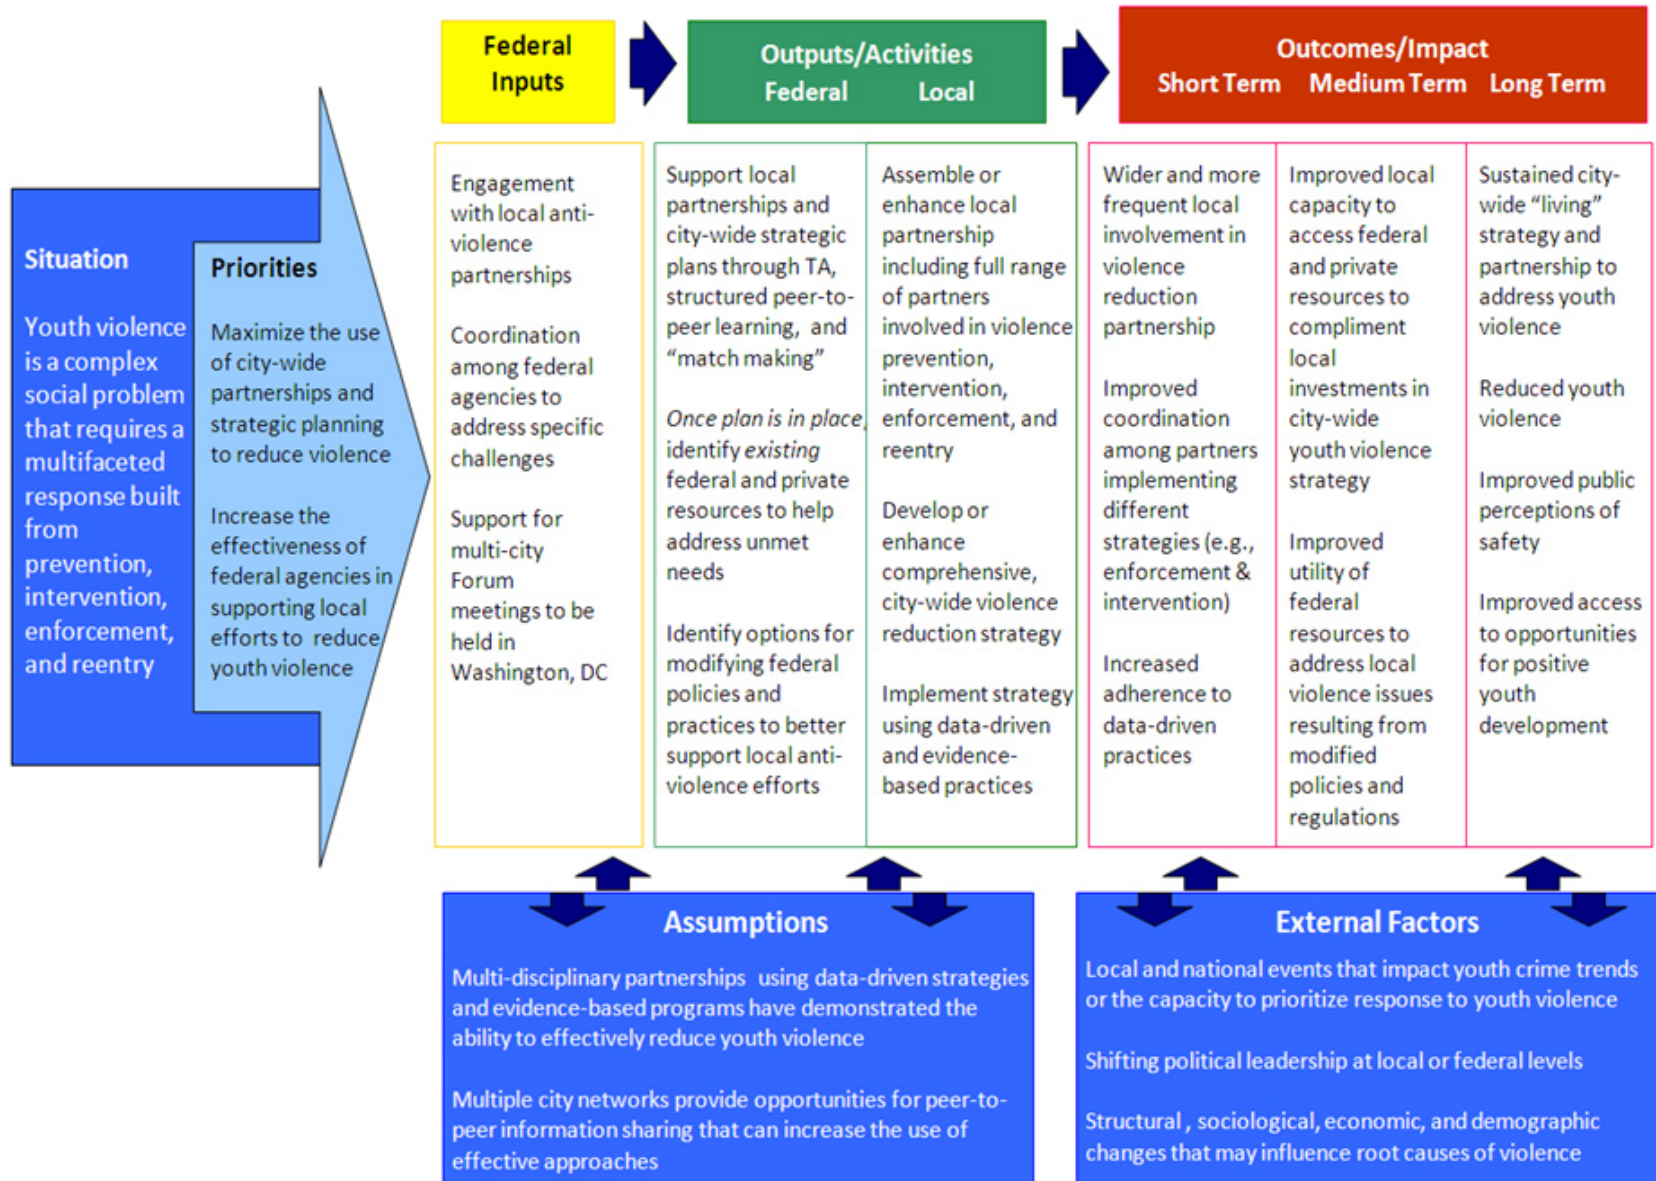 Situation
Youth violence
is a complex
social problem
that requires a
multifaceted
response built
from
prevention,
intervention,
enforcement,
and reentry
Priorities
Maximize the use
of city-wide
partnerships and
strategic planning
to reduce violence
Increase the
effectiveness of
federal agencies in
supporting local
efforts to reduce
youth violence
Federal
Inputs
Engagement
with local anti-
violence
partnerships
Coordination
among federal
agencies to
address specific
challenges
Support for
multi-city
Forum
meetings to be
held in
Washington, DC
Outputs/Activities
Federal Local
Support local
partnerships and
city-wide strategic
plans through TA,
structured peer-to-
peer learning, and
“match making”
Once plan is in place,
identify existing
federal and private
resources to help
address unmet
needs
Identify options for
modifying federal
policies and
practices to better
support local anti-
violence efforts
Assemble or
enhance local
partnership
including full range
of partners
involved in violence
prevention,
intervention,
enforcement, and
reentry
Develop or
enhance
comprehensive,
city-wide violence
reduction strategy
Implement strategy
using data-driven
and evidence-
based practices
Outcomes/Impact
Short Term Medium Term Long Term
Wider and more
frequent local
involvement in
violence
reduction
partnership
Improved
coordination
among partners
implementing
different
strategies (e.g.,
enforcement &
intervention)
Increased
adherence to
data-driven
practices
Improved local
capacity to
access federal
and private
resources to
compliment
local
investments in
city-wide
youth violence
strategy
Improved
utility of
federal
resources to
address local
violence issues
resulting from
modified
policies and
regulations
Sustained city-
wide “living”
strategy and
partnership to
address youth
violence
Reduced youth
violence
Improved public
perceptions of
safety
Improved access
to opportunities
for positive
youth
development
Assumptions
Multi-disciplinary partnerships using data-driven strategies
and evidence-based programs have demonstrated the
ability to effectively reduce youth violence
Multiple city networks provide opportunities for peer-to-
peer information sharing that can increase the use of
effective approaches
External Factors
Local and national events that impact youth crime trends
or the capacity to prioritize response to youth violence
Shifting political leadership at local or federal levels
Structural , sociological, economic, and demographic
changes that may influence root causes of violence